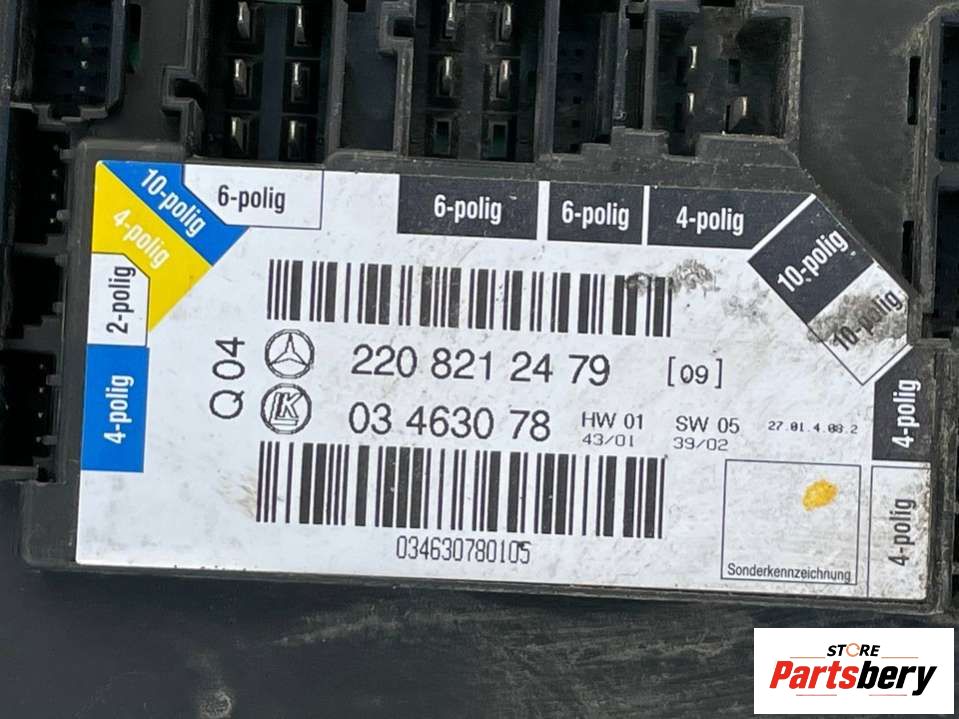 10-polig
6-polig
6-polig
6-polig
4-polig
4-polig
2-polig
10-polig
10-polig
4-polig
4-polig
4-polig
Q 04
220 821 24 79 [09]
LK
03 4630 78
HW 01
43/01
SW 05
39/02
27.01.4.08.2
034630780105
Sonderkennzeichnung
STORE
Partsbery